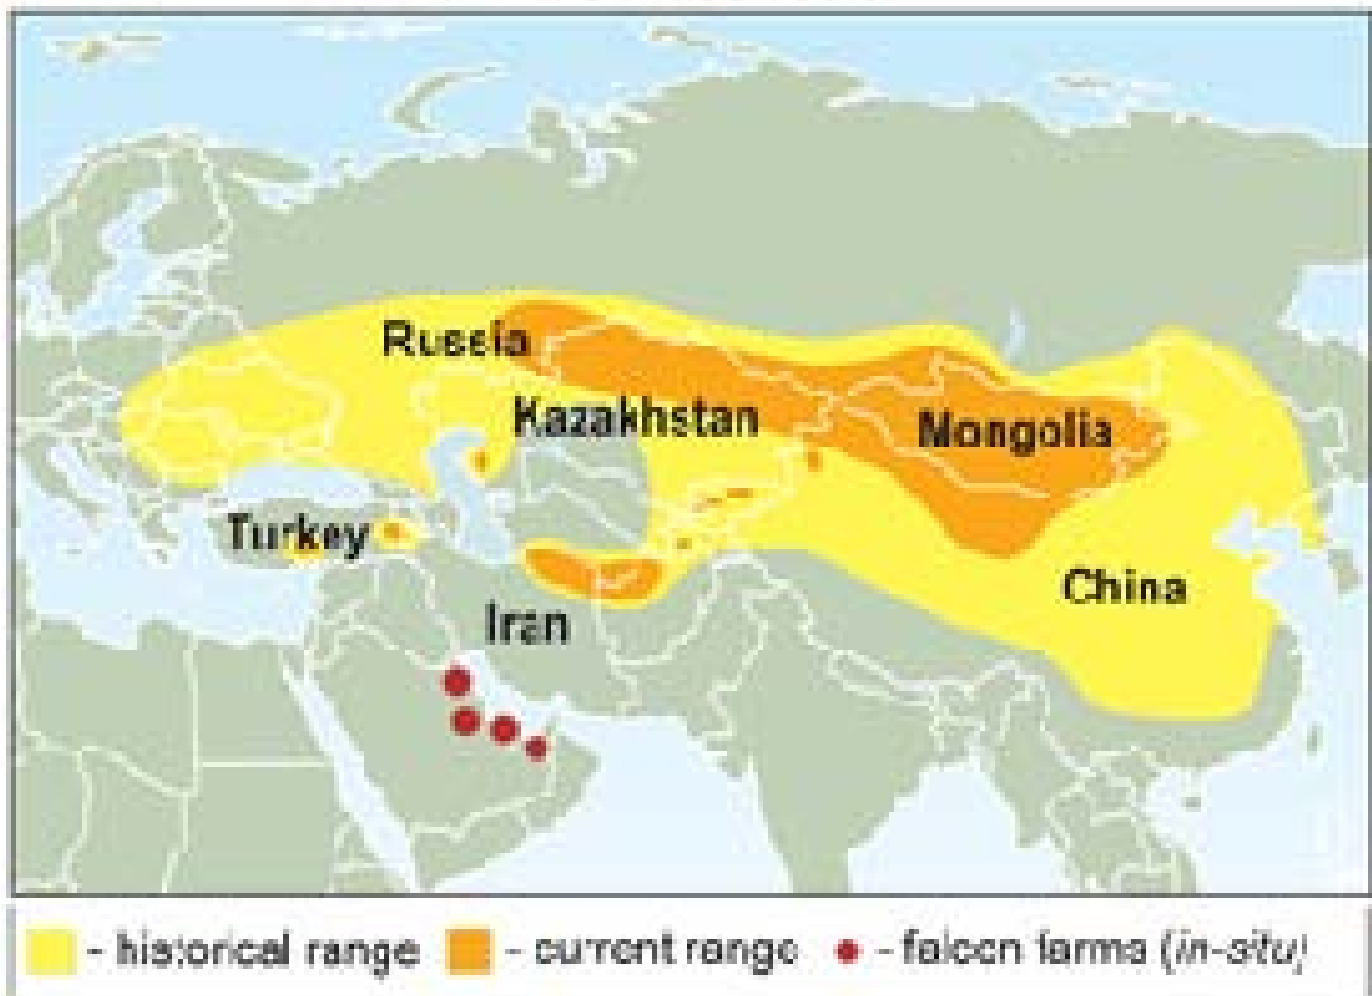 Russia
Kazakhstan
Mongolia
Turkey
China
Iran
- historical range - current range - falcon farms (in-situ)